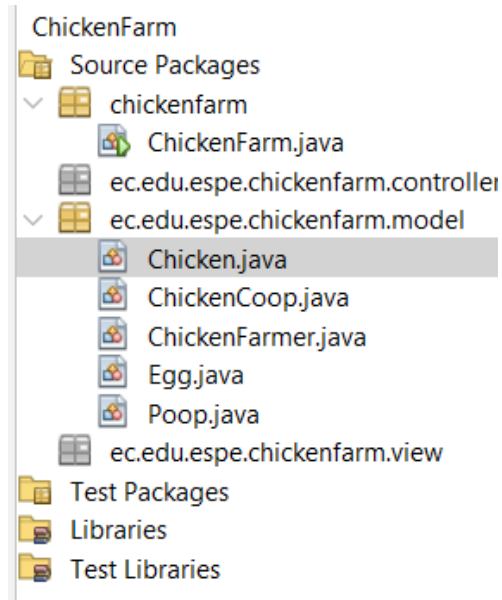 ChickenFarm
Source Packages
chickenfarm
ChickenFarm.java
ec.edu.espe.chickenfarm.controller
ec.edu.espe.chickenfarm.model
Chicken.java
ChickenCoop.java
ChickenFarmer.java
Egg.java
Poop.java
ec.edu.espe.chickenfarm.view
Test Packages
Libraries
Test Libraries